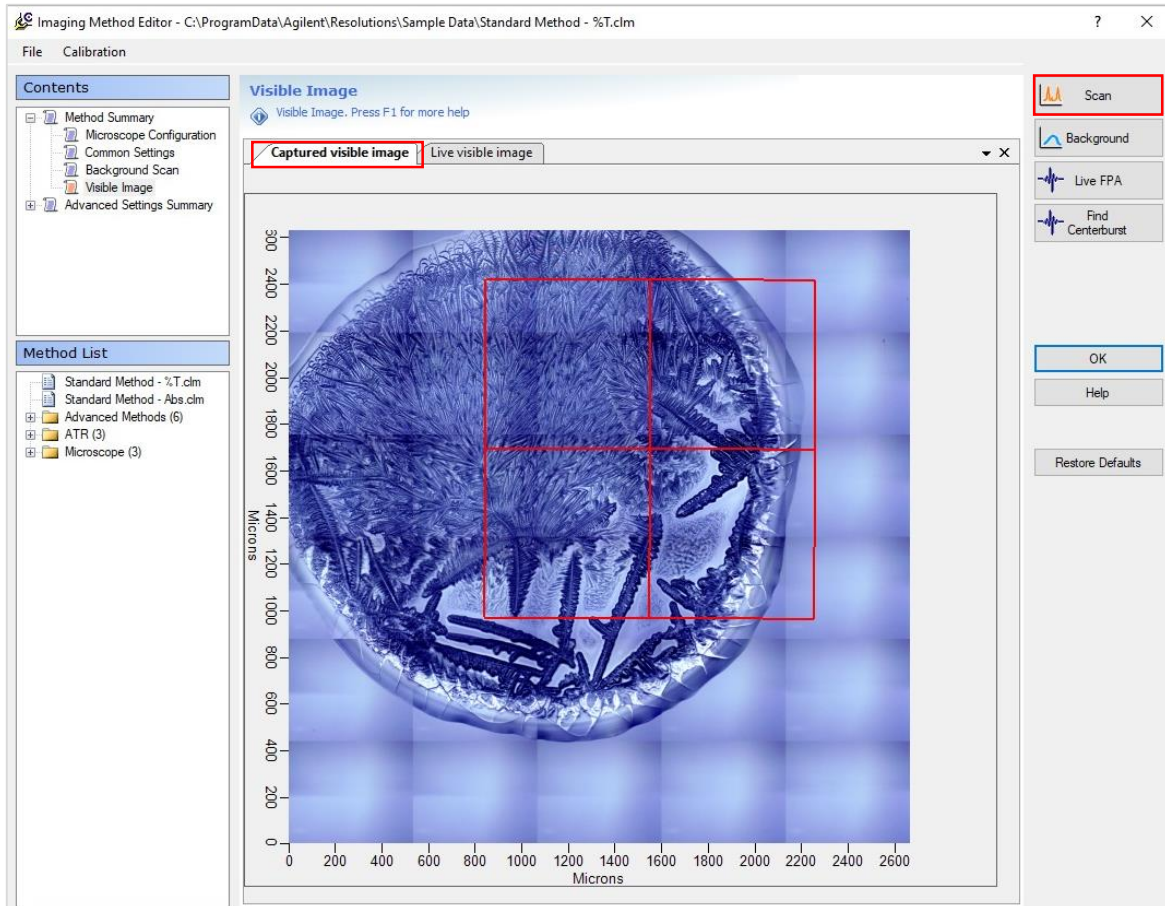 Imaging Method Editor - C:\ProgramData\Agilent\Resolutions\Sample Data\Standard Method - %T.clm
? X
File Calibration
Contents
Method Summary
Microscope Configuration
Common Settings
Background Scan
Visible Image
Advanced Settings Summary
Method List
Standard Method - %T.clm
Standard Method - Abs.clm
Advanced Methods (6)
ATR (3)
Microscope (3)
Visible Image
Visible Image. Press F1 for more help
Captured visible image Live visible image
2400
2200
2000
1800
1600
1400
1200
1000
800
600
400
200
0
Microns
0 200 400 600 800 1000 1200 1400 1600 1800 2000 2200 2400 2600
Microns
Scan
Background
Live FPA
Find
Centerburst
OK
Help
Restore Defaults